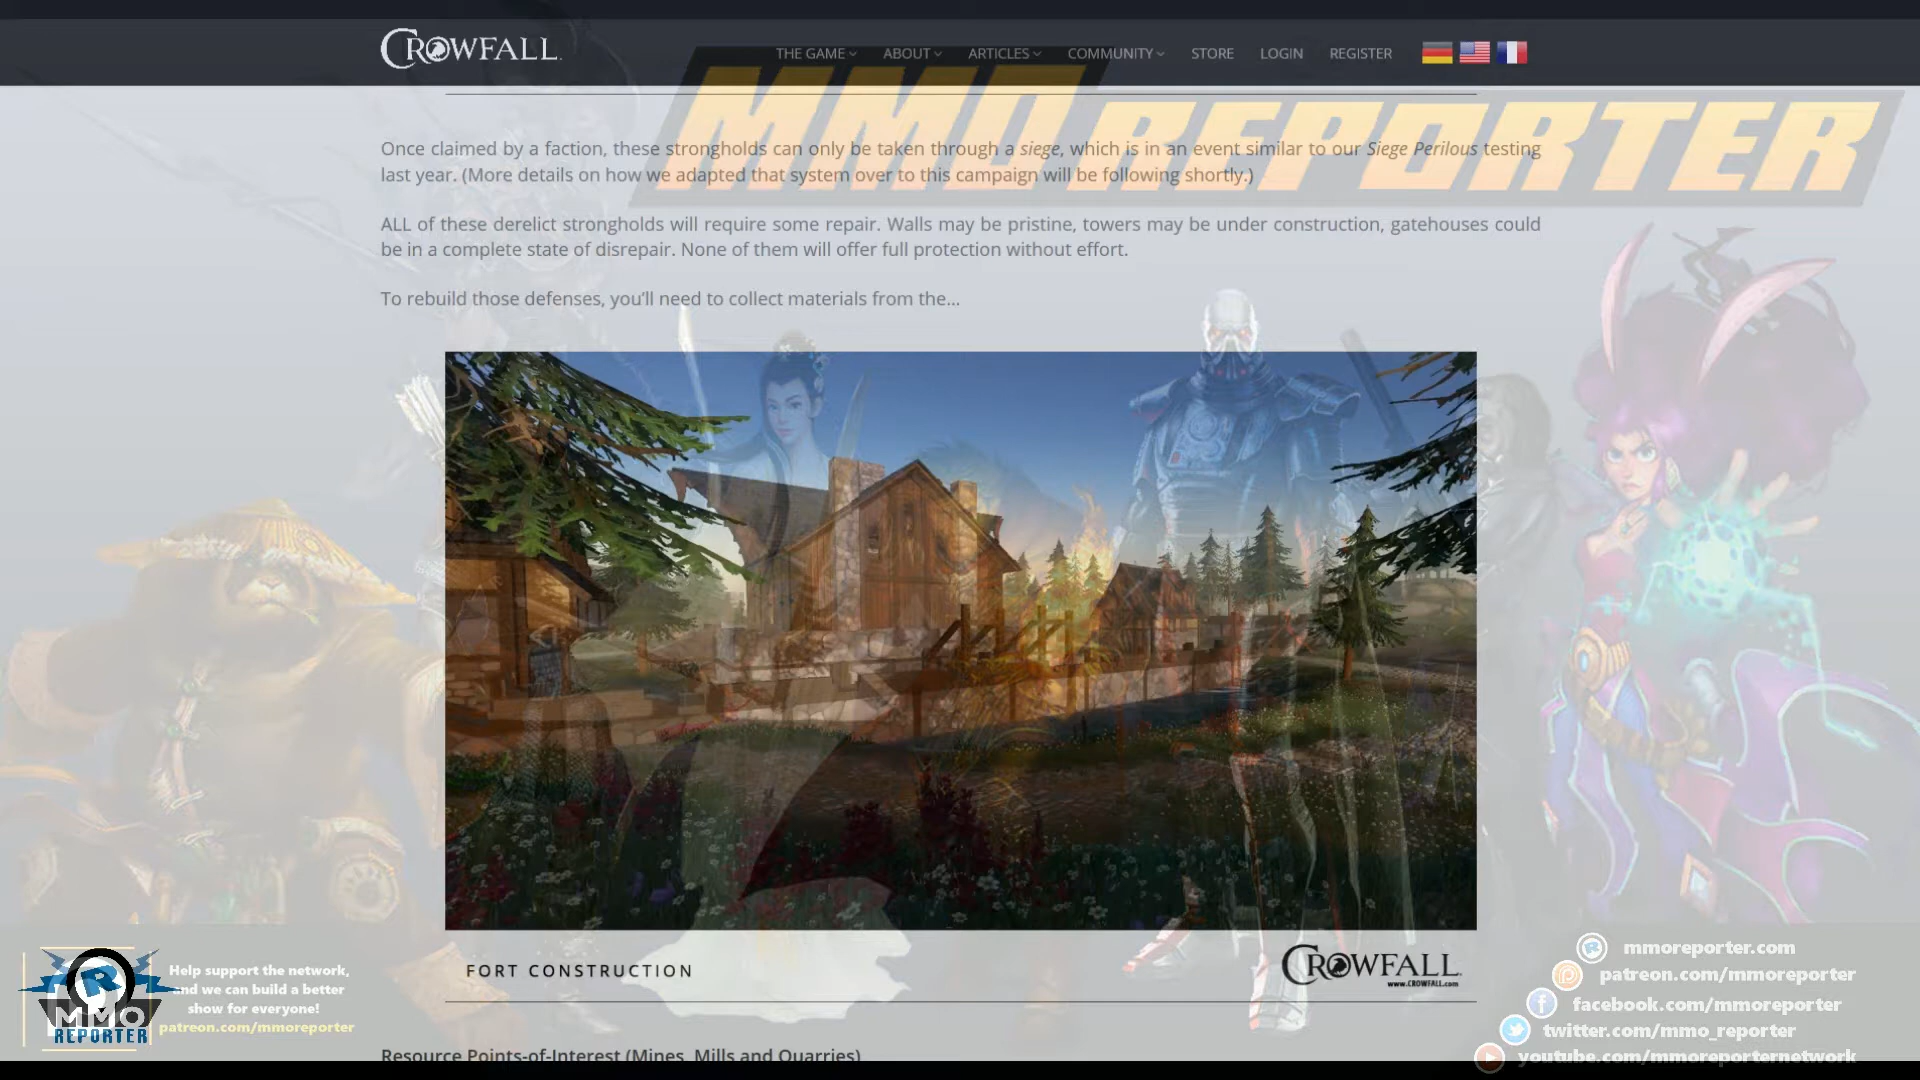 CROWFALL.
THE GAME ABOUT ARTICLES COMMUNITY STORE LOGIN REGISTER
MMO REPORTER
Once claimed by a faction, these strongholds can only be taken through a siege, which is in an event similar to our Siege Perilous testing
last year. (More details on how we adapted that system over to this campaign will be following shortly.)
ALL of these derelict strongholds will require some repair. Walls may be pristine, towers may be under construction, gatehouses could
be in a complete state of disrepair. None of them will offer full protection without effort.
To rebuild those defenses, you'll need to collect materials from the...
FORT CONSTRUCTION
CROWFALL.
www.CROWFALL.com
Resource Points-of-Interest (Mines, Mills and Quarries)
R
MMO
REPORTER
Help support the network,
and we can build a better
show for everyone!
patreon.com/mmoreporter
mmoreporter.com
patreon.com/mmoreporter
facebook.com/mmoreporter
twitter.com/mmo_reporter
youtube.com/mmoreporternetwork